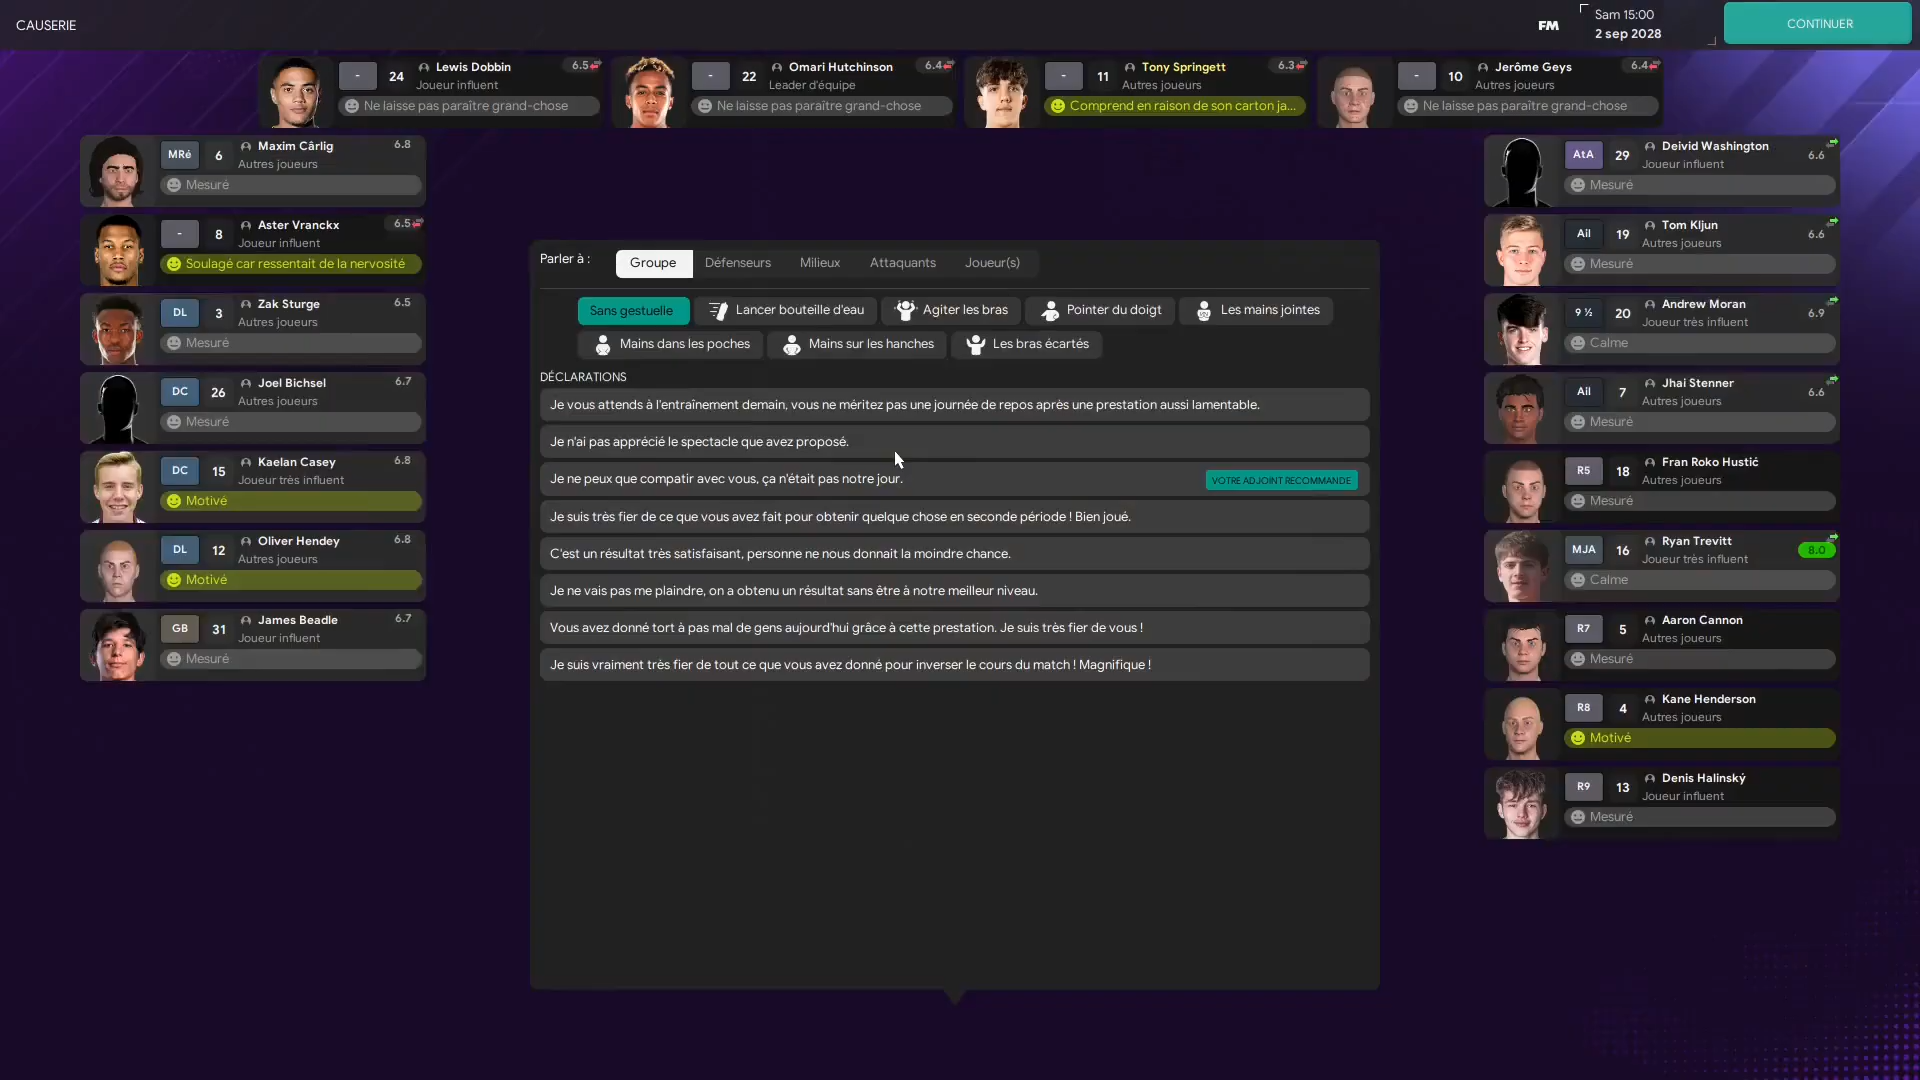 CAUSERIE
FM
Sam 15:00
2 sep 2028
CONTINUER
- 24 Lewis Dobbin 6.5
Joueur influent
Ne laisse pas paraître grand-chose
- 22 Omari Hutchinson 6.4
Leader d'équipe
Ne laisse pas paraître grand-chose
- 11 Tony Springett 6.3
Autres joueurs
Comprend en raison de son carton ja...
- 10 Jerôme Geys 6.4
Autres joueurs
Ne laisse pas paraître grand-chose
MRé 6 Maxim Cârlig 6.8
Autres joueurs
Mesuré
- 8 Aster Vranckx 6.5
Joueur influent
Soulagé car ressentait de la nervosité
DL 3 Zak Sturge 6.5
Autres joueurs
Mesuré
DC 26 Joel Bichsel 6.7
Autres joueurs
Mesuré
DC 15 Kaelan Casey 6.8
Joueur très influent
Motivé
DL 12 Oliver Hendey 6.8
Autres joueurs
Motivé
GB 31 James Beadle 6.7
Joueur influent
Mesuré
Parler à : Groupe Défenseurs Milieux Attaquants Joueur(s)
Sans gestuelle Lancer bouteille d'eau Agiter les bras Pointer du doigt Les mains jointes
Mains dans les poches Mains sur les hanches Les bras écartés
DÉCLARATIONS
Je vous attends à l'entraînement demain, vous ne méritez pas une journée de repos après une prestation aussi lamentable.
Je n'ai pas apprécié le spectacle que avez proposé.
Je ne peux que compatir avec vous, ça n'était pas notre jour. VOTRE ADJOINT RECOMMANDE
Je suis très fier de ce que vous avez fait pour obtenir quelque chose en seconde période ! Bien joué.
C'est un résultat très satisfaisant, personne ne nous donnait la moindre chance.
Je ne vais pas me plaindre, on a obtenu un résultat sans être à notre meilleur niveau.
Vous avez donné tort à pas mal de gens aujourd'hui grâce à cette prestation. Je suis très fier de vous !
Je suis vraiment très fier de tout ce que vous avez donné pour inverser le cours du match ! Magnifique !
AtA 29 Deivid Washington 6.6
Joueur influent
Mesuré
Ail 19 Tom Kljun 6.6
Autres joueurs
Mesuré
9 ½ 20 Andrew Moran 6.9
Joueur très influent
Calme
Ail 7 Jhai Stenner 6.6
Autres joueurs
Mesuré
R5 18 Fran Roko Hustić
Autres joueurs
Mesuré
MJA 16 Ryan Trevitt 8.0
Joueur très influent
Calme
R7 5 Aaron Cannon
Autres joueurs
Mesuré
R8 4 Kane Henderson
Autres joueurs
Motivé
R9 13 Denis Halinský
Joueur influent
Mesuré